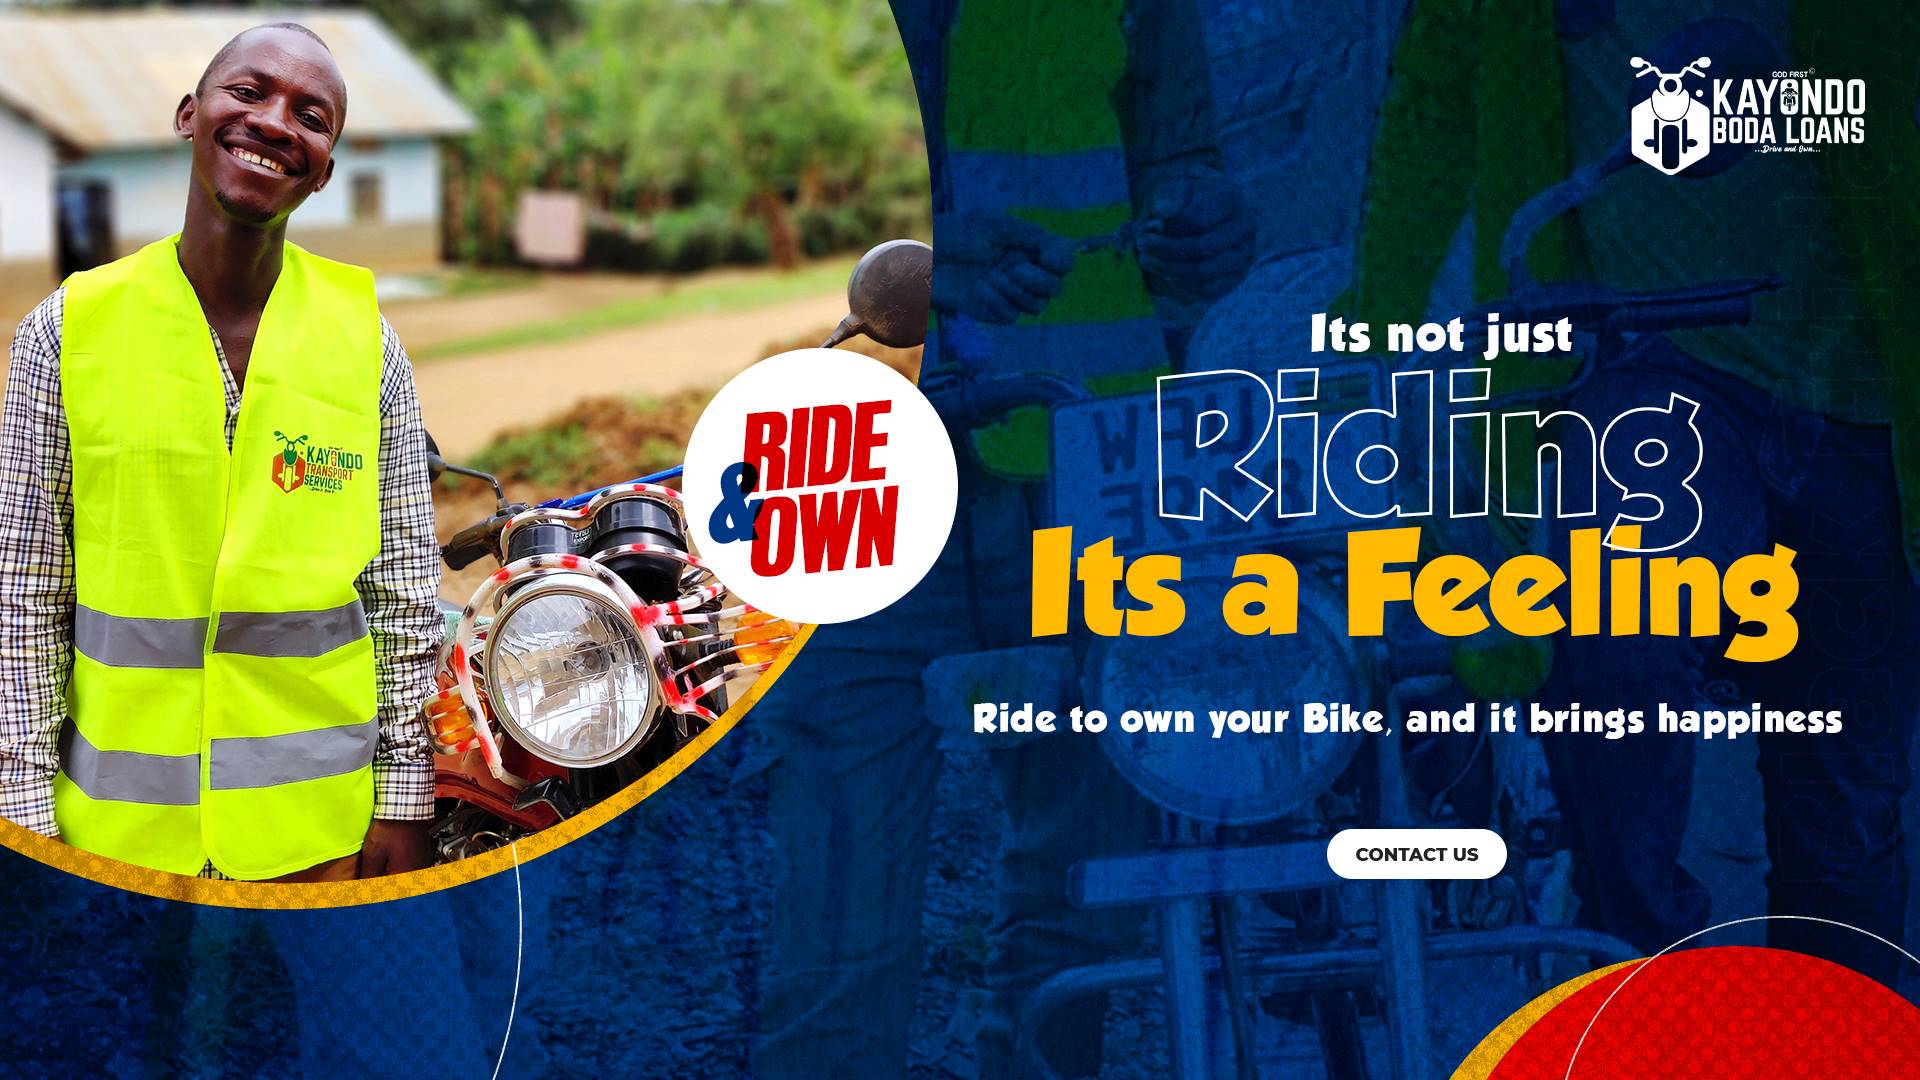 GOD FIRST
KAYONDO
BODA LOANS
...Drive and Own...
KAYONDO
TRANSPORT
SERVICES
RIDE
& OWN
Its not just
Riding
Its a Feeling
Ride to own your Bike, and it brings happiness
CONTACT US